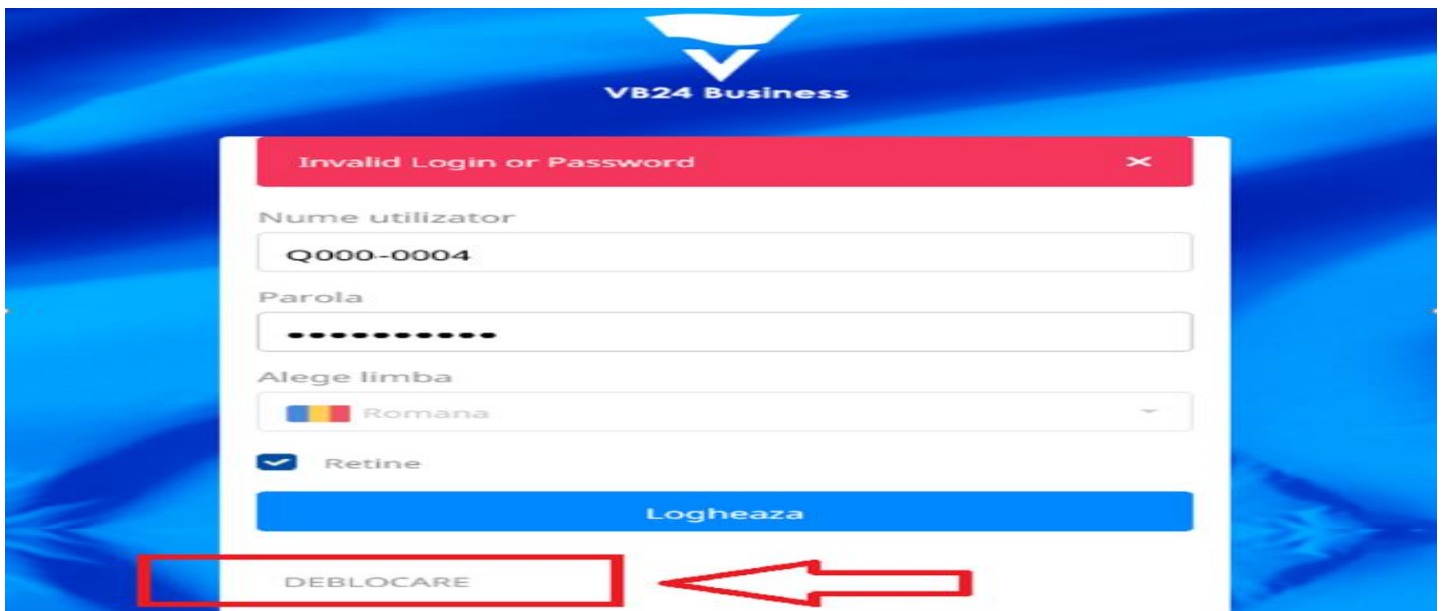 VB24 Business
Invalid Login or Password ×
Nume utilizator
Q000-0004
Parola
••••••••••
Alege limba
Romana
Retine
Logheaza
DEBLOCARE